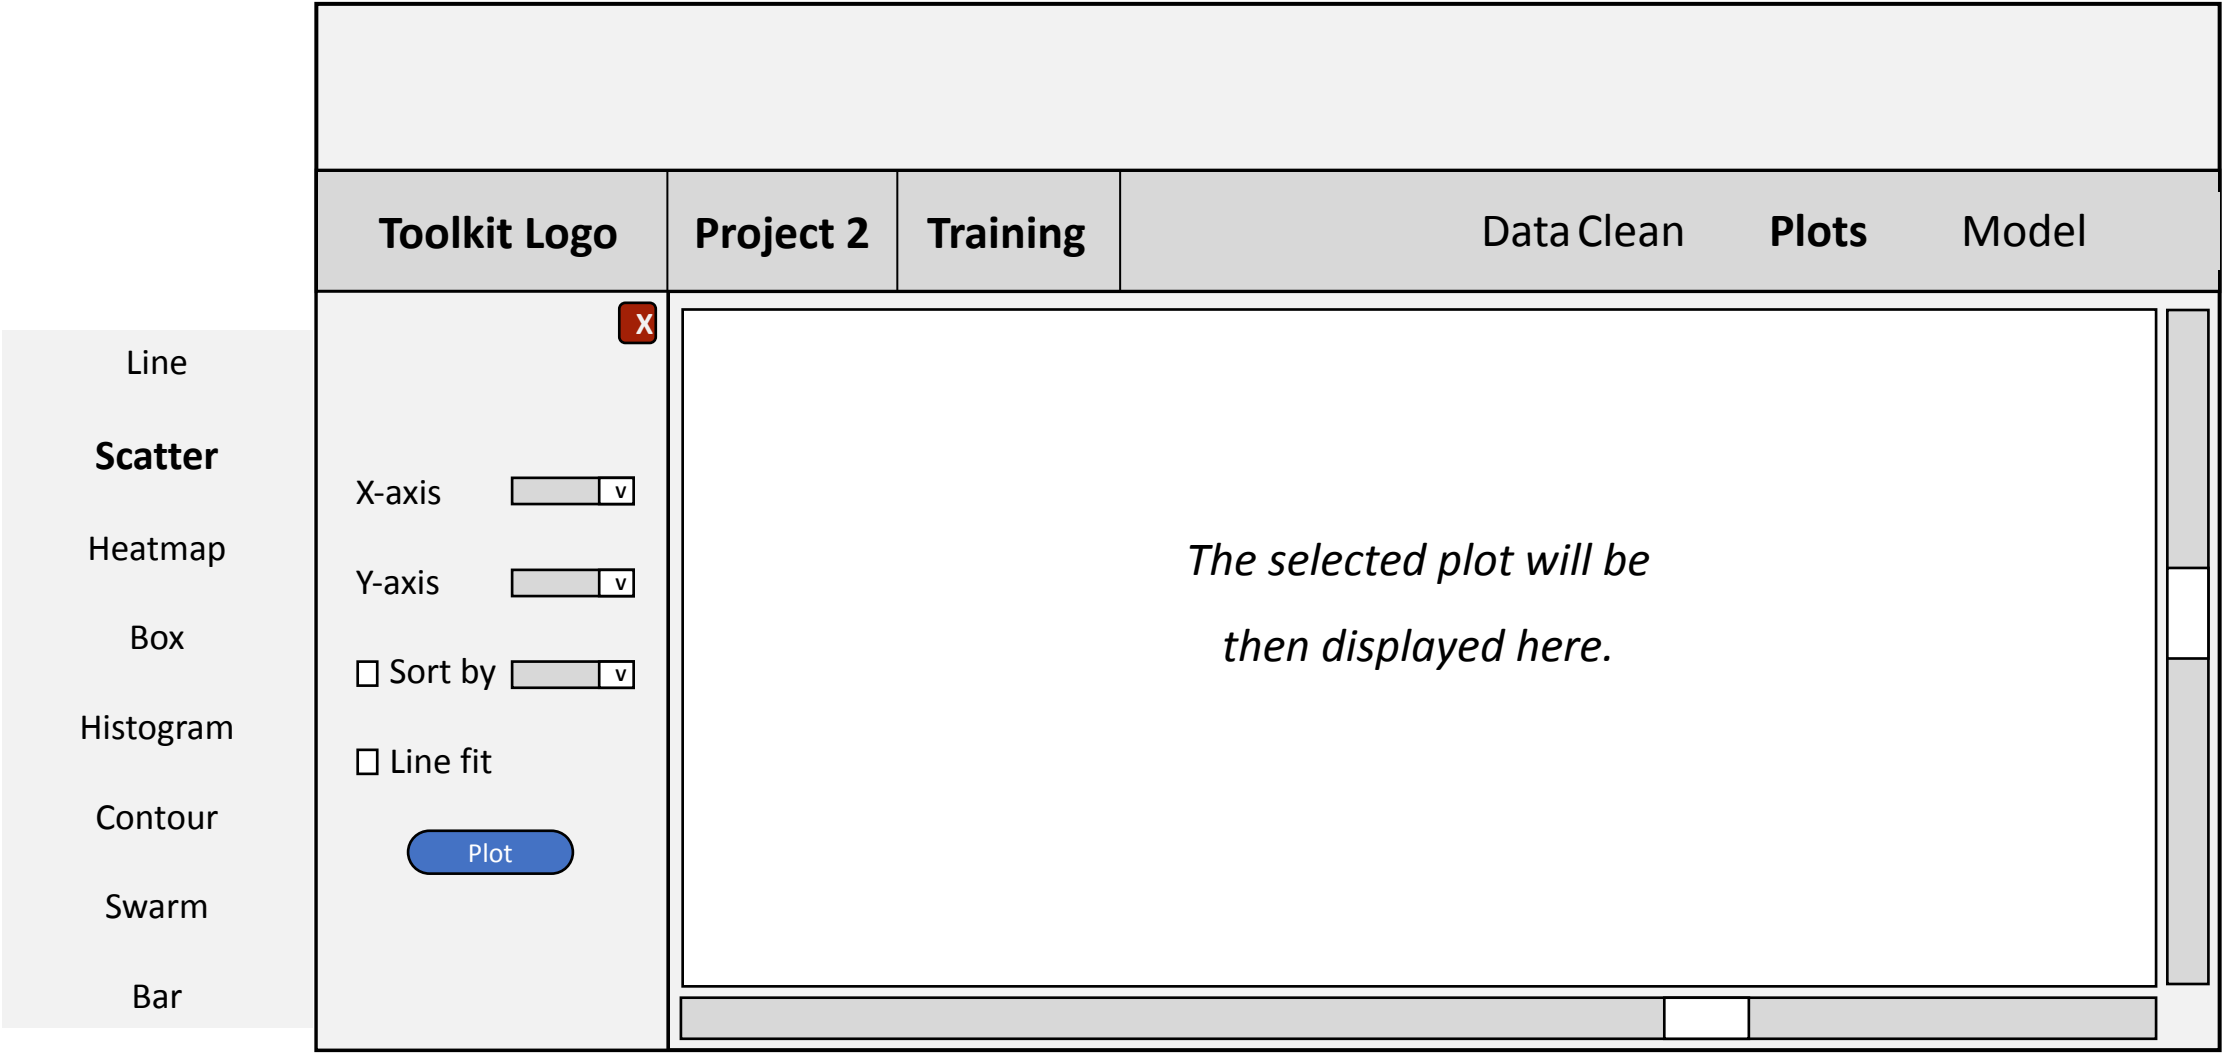 Toolkit Logo
Project 2
Training
Data Clean
Plots
Model
Line
Scatter
Heatmap
Box
Histogram
Contour
Swarm
Bar
X
X-axis
v
Y-axis
v
Sort by
v
Line fit
Plot
The selected plot will be
then displayed here.